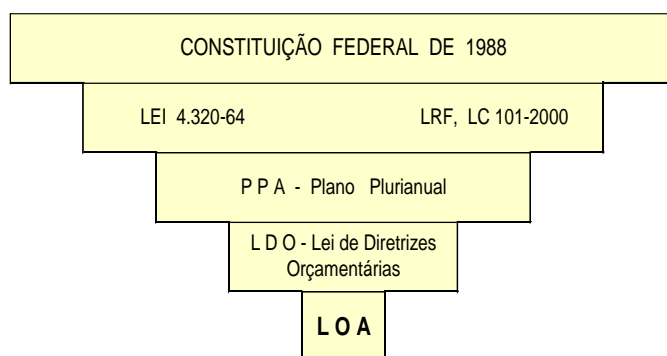 CONSTITUIÇÃO FEDERAL DE 1988
LEI 4.320-64 LRF, LC 101-2000
P P A - Plano Plurianual
L D O - Lei de Diretrizes
Orçamentárias
L O A